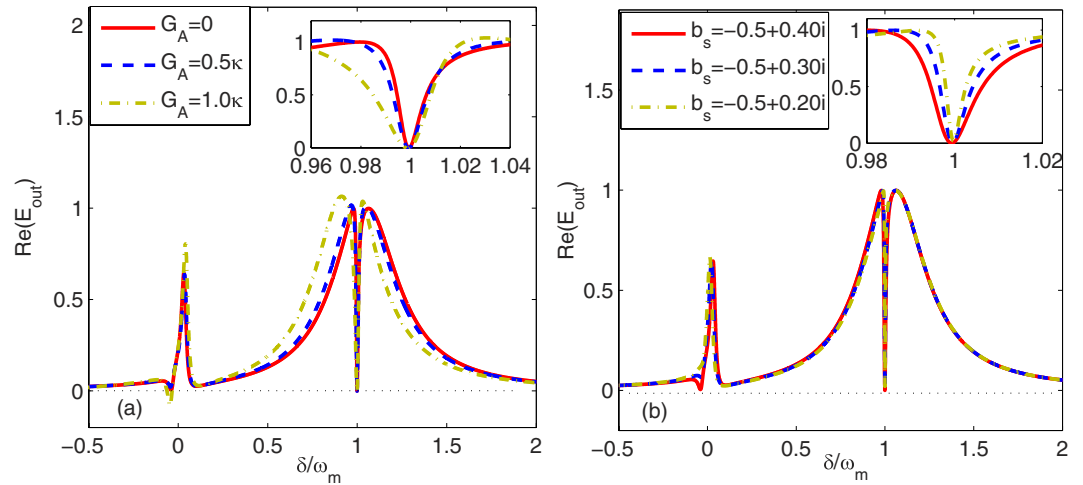 G_A=0
G_A=0.5κ
G_A=1.0κ
2
1.5
1
0.5
0
Re(E_out)
1
0.5
0
0.96 0.98 1 1.02 1.04
(a)
−0.5 0 0.5 1 1.5 2
δ/ω_m
b_s=−0.5+0.40i
b_s=−0.5+0.30i
b_s=−0.5+0.20i
1.5
1
0.5
0
Re(E_out)
1
0.5
0
0.98 1 1.02
(b)
−0.5 0 0.5 1 1.5 2
δ/ω_m